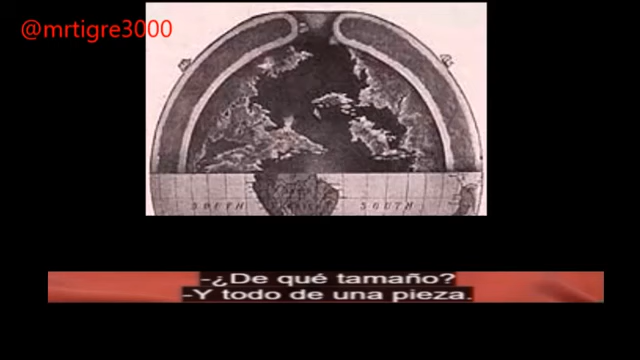 @mrtigre3000
SOUTH SOUTH
-¿De qué tamaño?
-Y todo de una pieza.